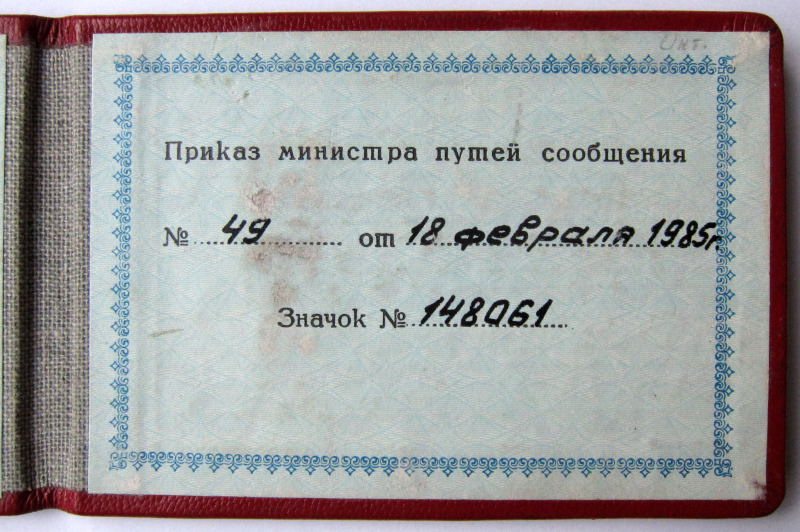 Приказ министра путей сообщения
№ 49 от 18 февраля 1985г.
Значок № 148061